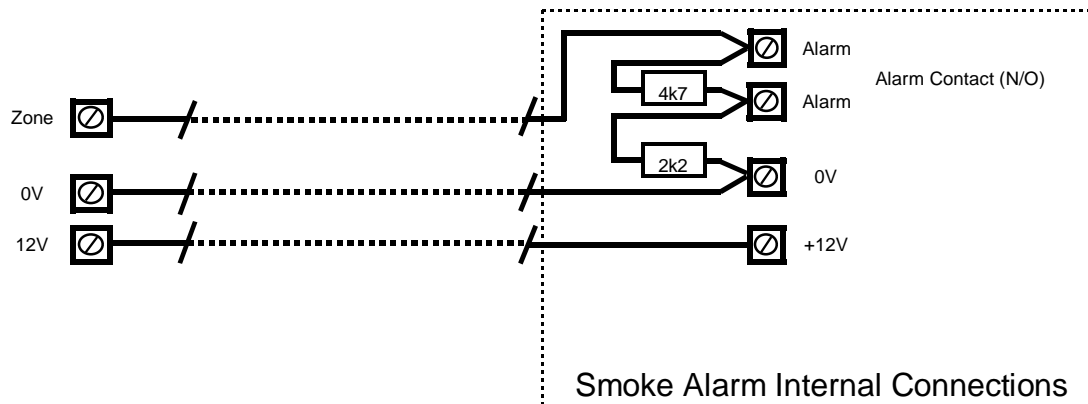 Alarm
Alarm Contact (N/O)
4k7
Alarm
Zone
2k2
0V
0V
12V
+12V
Smoke Alarm Internal Connections